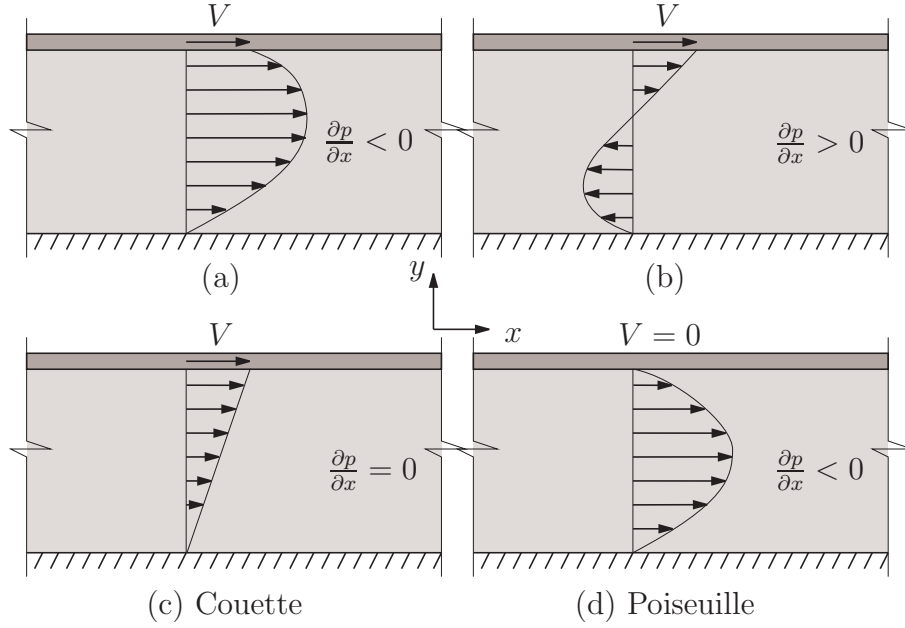 V
V
∂p/∂x < 0
∂p/∂x > 0
(a)
(b)
y
x
V
V = 0
∂p/∂x = 0
∂p/∂x < 0
(c) Couette
(d) Poiseuille